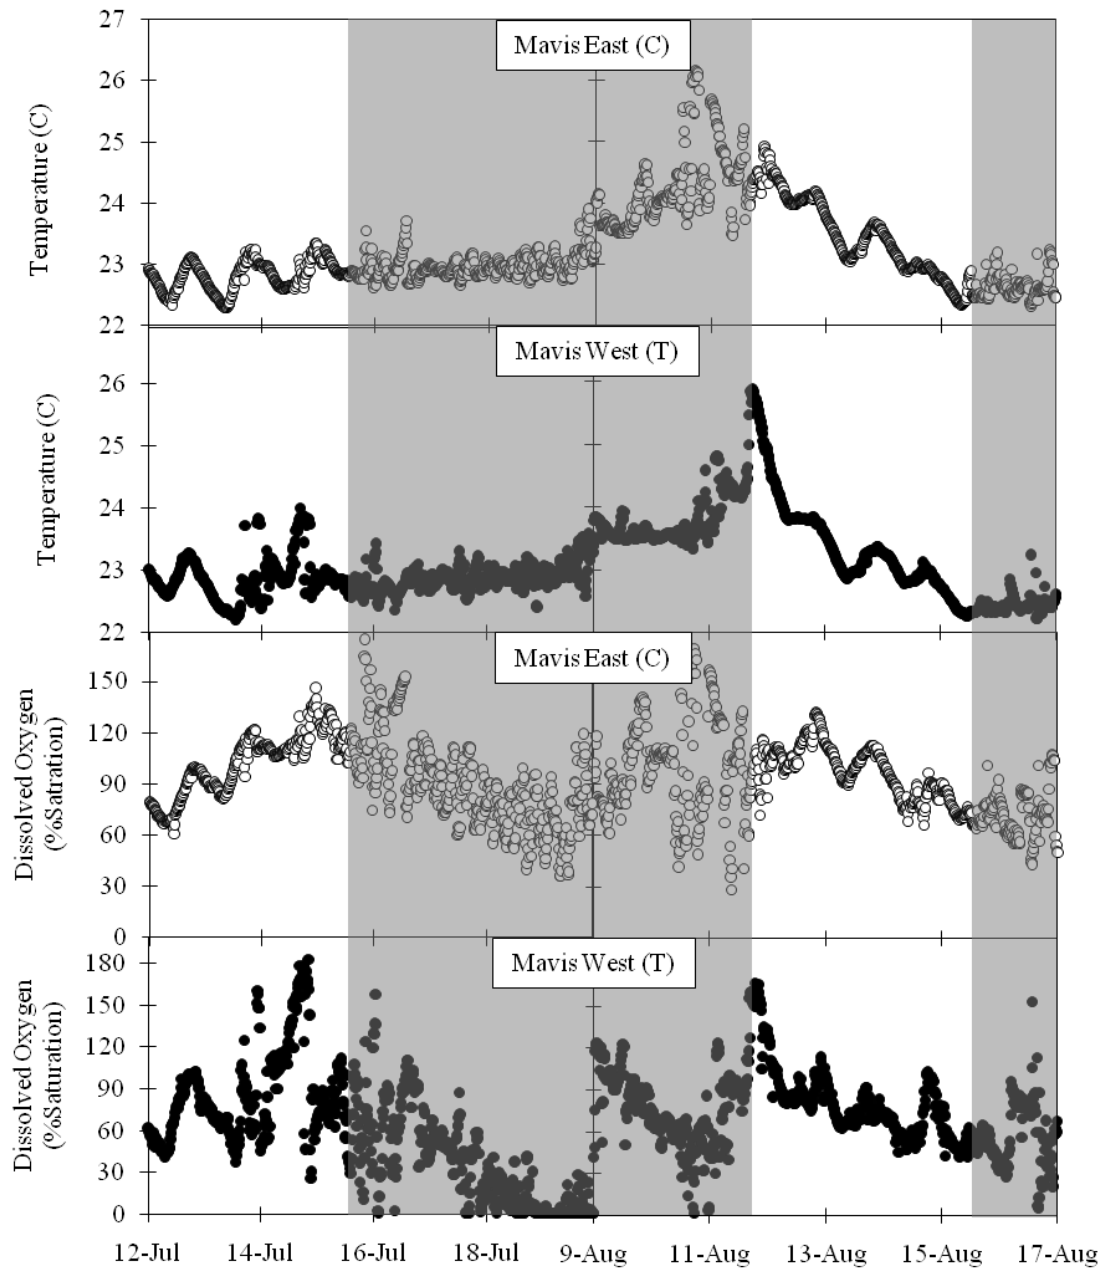 27
Mavis East (C)
26
25
24
23
22
Temperature (C)
Mavis West (T)
26
25
24
23
22
Temperature (C)
Mavis East (C)
150
120
90
60
30
0
Dissolved Oxygen
(%Satration)
Mavis West (T)
180
150
120
90
60
30
0
Dissolved Oxygen
(%Saturation)
12-Jul 14-Jul 16-Jul 18-Jul 9-Aug 11-Aug 13-Aug 15-Aug 17-Aug